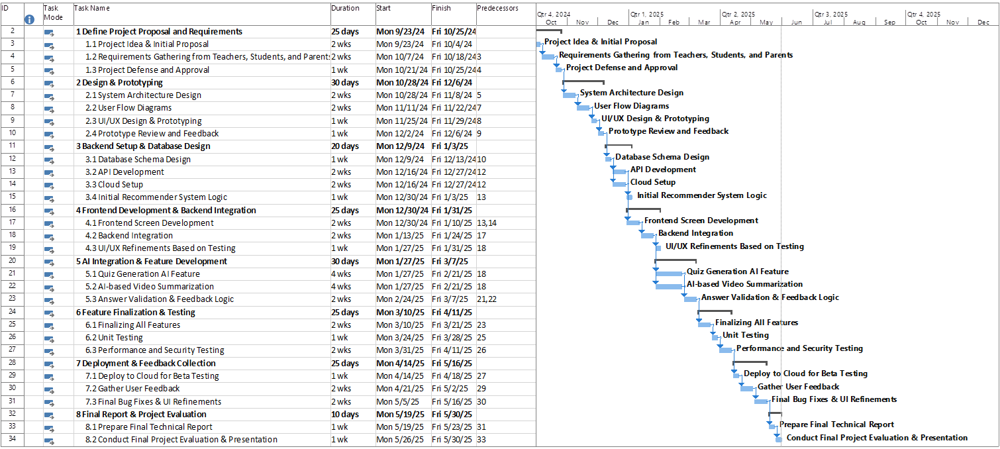 ID Task Mode Task Name Duration Start Finish Predecessors
Qtr 4, 2024 Qtr 1, 2025 Qtr 2, 2025 Qtr 3, 2025 Qtr 4, 2025
Oct Nov Dec Jan Feb Mar Apr May Jun Jul Aug Sep Oct Nov Dec
2 1 Define Project Proposal and Requirements 25 days Mon 9/23/24 Fri 10/25/24
3 1.1 Project Idea & Initial Proposal 2 wks Mon 9/23/24 Fri 10/4/24 Project Idea & Initial Proposal
4 1.2 Requirements Gathering from Teachers, Students, and Parents 2 wks Mon 10/7/24 Fri 10/18/24 3 Requirements Gathering from Teachers, Students, and Parents
5 1.3 Project Defense and Approval 1 wk Mon 10/21/24 Fri 10/25/24 4 Project Defense and Approval
6 2 Design & Prototyping 30 days Mon 10/28/24 Fri 12/6/24
7 2.1 System Architecture Design 2 wks Mon 10/28/24 Fri 11/8/24 5 System Architecture Design
8 2.2 User Flow Diagrams 2 wks Mon 11/11/24 Fri 11/22/24 7 User Flow Diagrams
9 2.3 UI/UX Design & Prototyping 1 wk Mon 11/25/24 Fri 11/29/24 8 UI/UX Design & Prototyping
10 2.4 Prototype Review and Feedback 1 wk Mon 12/2/24 Fri 12/6/24 9 Prototype Review and Feedback
11 3 Backend Setup & Database Design 20 days Mon 12/9/24 Fri 1/3/25
12 3.1 Database Schema Design 1 wk Mon 12/9/24 Fri 12/13/24 10 Database Schema Design
13 3.2 API Development 2 wks Mon 12/16/24 Fri 12/27/24 12 API Development
14 3.3 Cloud Setup 2 wks Mon 12/16/24 Fri 12/27/24 12 Cloud Setup
15 3.4 Initial Recommender System Logic 1 wk Mon 12/30/24 Fri 1/3/25 13 Initial Recommender System Logic
16 4 Frontend Development & Backend Integration 25 days Mon 12/30/24 Fri 1/31/25
17 4.1 Frontend Screen Development 2 wks Mon 12/30/24 Fri 1/10/25 13,14 Frontend Screen Development
18 4.2 Backend Integration 2 wks Mon 1/13/25 Fri 1/24/25 17 Backend Integration
19 4.3 UI/UX Refinements Based on Testing 1 wk Mon 1/27/25 Fri 1/31/25 18 UI/UX Refinements Based on Testing
20 5 AI Integration & Feature Development 30 days Mon 1/27/25 Fri 3/7/25
21 5.1 Quiz Generation AI Feature 4 wks Mon 1/27/25 Fri 2/21/25 18 Quiz Generation AI Feature
22 5.2 AI-based Video Summarization 4 wks Mon 1/27/25 Fri 2/21/25 18 AI-based Video Summarization
23 5.3 Answer Validation & Feedback Logic 2 wks Mon 2/24/25 Fri 3/7/25 21,22 Answer Validation & Feedback Logic
24 6 Feature Finalization & Testing 25 days Mon 3/10/25 Fri 4/11/25
25 6.1 Finalizing All Features 2 wks Mon 3/10/25 Fri 3/21/25 23 Finalizing All Features
26 6.2 Unit Testing 1 wk Mon 3/24/25 Fri 3/28/25 25 Unit Testing
27 6.3 Performance and Security Testing 2 wks Mon 3/31/25 Fri 4/11/25 26 Performance and Security Testing
28 7 Deployment & Feedback Collection 25 days Mon 4/14/25 Fri 5/16/25
29 7.1 Deploy to Cloud for Beta Testing 1 wk Mon 4/14/25 Fri 4/18/25 27 Deploy to Cloud for Beta Testing
30 7.2 Gather User Feedback 2 wks Mon 4/21/25 Fri 5/2/25 29 Gather User Feedback
31 7.3 Final Bug Fixes & UI Refinements 2 wks Mon 5/5/25 Fri 5/16/25 30 Final Bug Fixes & UI Refinements
32 8 Final Report & Project Evaluation 10 days Mon 5/19/25 Fri 5/30/25
33 8.1 Prepare Final Technical Report 1 wk Mon 5/19/25 Fri 5/23/25 31 Prepare Final Technical Report
34 8.2 Conduct Final Project Evaluation & Presentation 1 wk Mon 5/26/25 Fri 5/30/25 33 Conduct Final Project Evaluation & Presentation